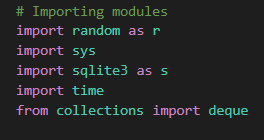 # Importing modules
import random as r
import sys
import sqlite3 as s
import time
from collections import deque